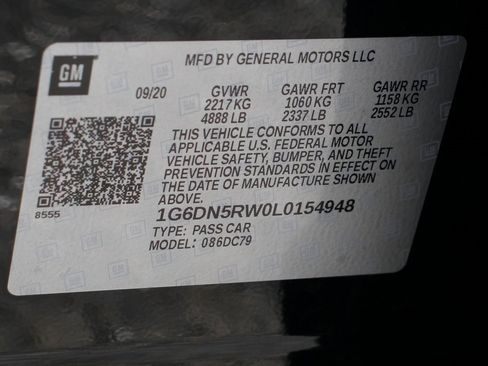 GM
MFD BY GENERAL MOTORS LLC
09/20 GVWR GAWR FRT GAWR RR
2217 KG 1060 KG 1158 KG
4888 LB 2337 LB 2552 LB
THIS VEHICLE CONFORMS TO ALL
APPLICABLE U.S. FEDERAL MOTOR
VEHICLE SAFETY, BUMPER, AND THEFT
PREVENTION STANDARDS IN EFFECT ON
THE DATE OF MANUFACTURE SHOWN
ABOVE.
8555
1G6DN5RW0L0154948
TYPE: PASS CAR
MODEL: 086DC79